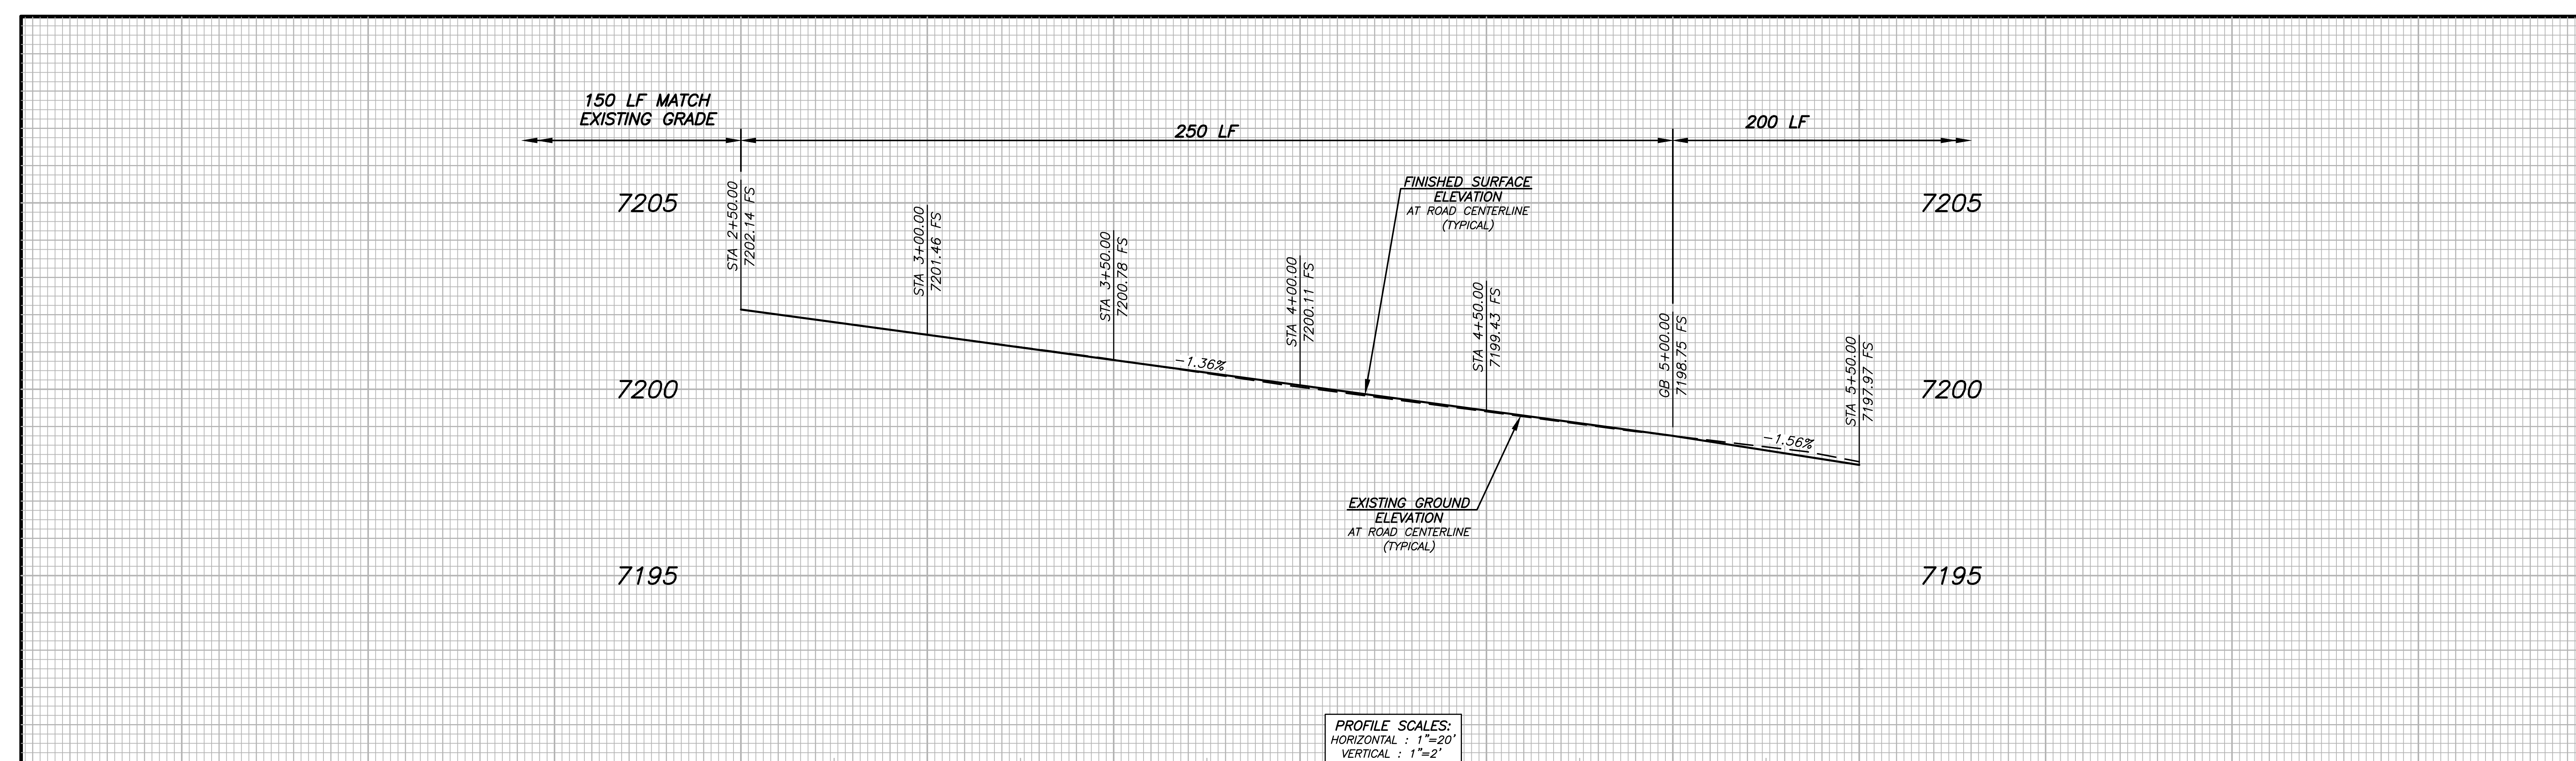 150 LF MATCH
EXISTING GRADE
250 LF
200 LF
7205
7205
STA 2+50.00
7202.14 FS
STA 3+00.00
7201.46 FS
STA 3+50.00
7200.78 FS
STA 4+00.00
7200.11 FS
STA 4+50.00
7199.43 FS
GB 5+00.00
7198.75 FS
STA 5+50.00
7197.97 FS
FINISHED SURFACE
ELEVATION
AT ROAD CENTERLINE
(TYPICAL)
-1.36%
7200
7200
-1.56%
EXISTING GROUND
ELEVATION
AT ROAD CENTERLINE
(TYPICAL)
7195
7195
PROFILE SCALES:
HORIZONTAL : 1"=20'
VERTICAL : 1"=2'